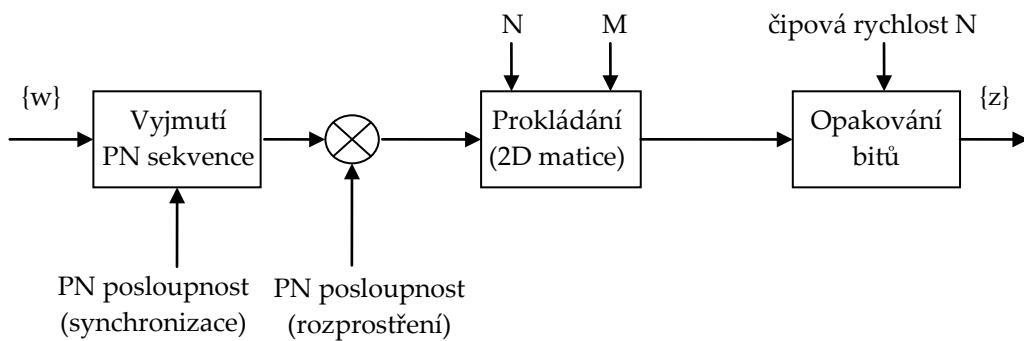 N
M
čipová rychlost N
{w}
Vyjmutí
PN sekvence
Prokládání
(2D matice)
Opakování
bitů
{z}
PN posloupnost
(synchronizace)
PN posloupnost
(rozprostření)